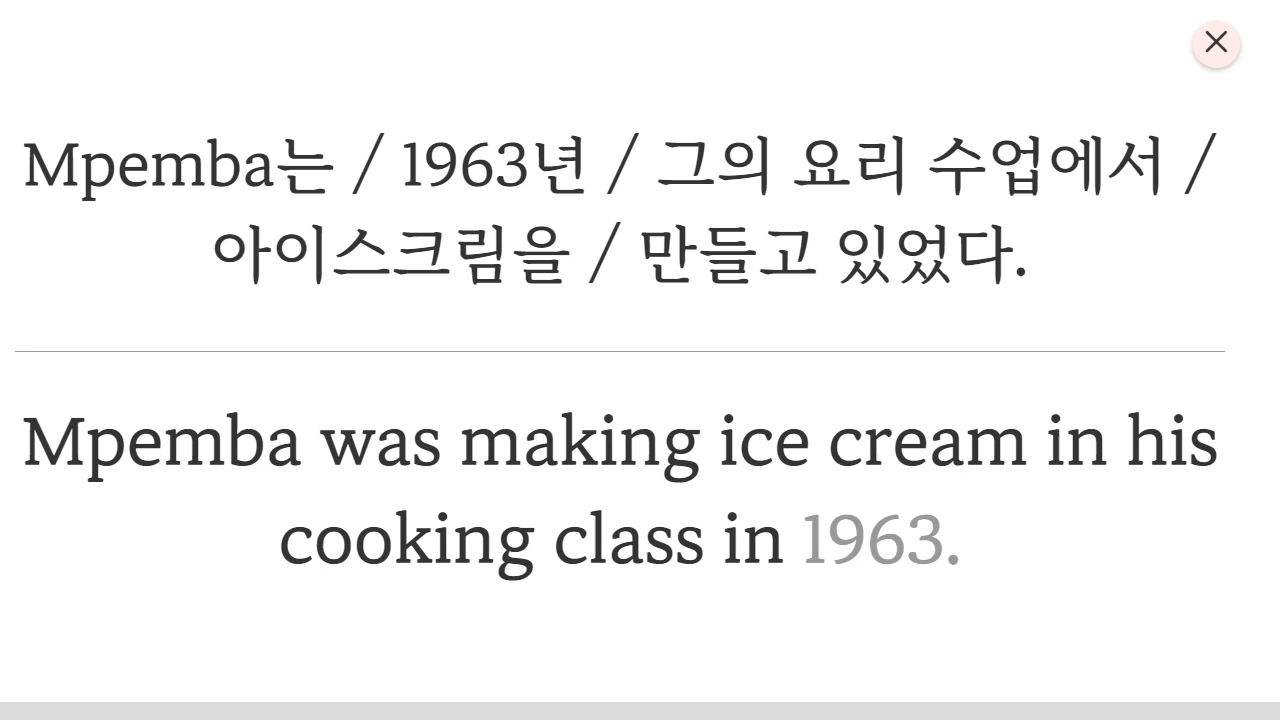 Mpemba는 / 1963년 / 그의 요리 수업에서 /
아이스크림을 / 만들고 있었다.
Mpemba was making ice cream in his
cooking class in 1963.